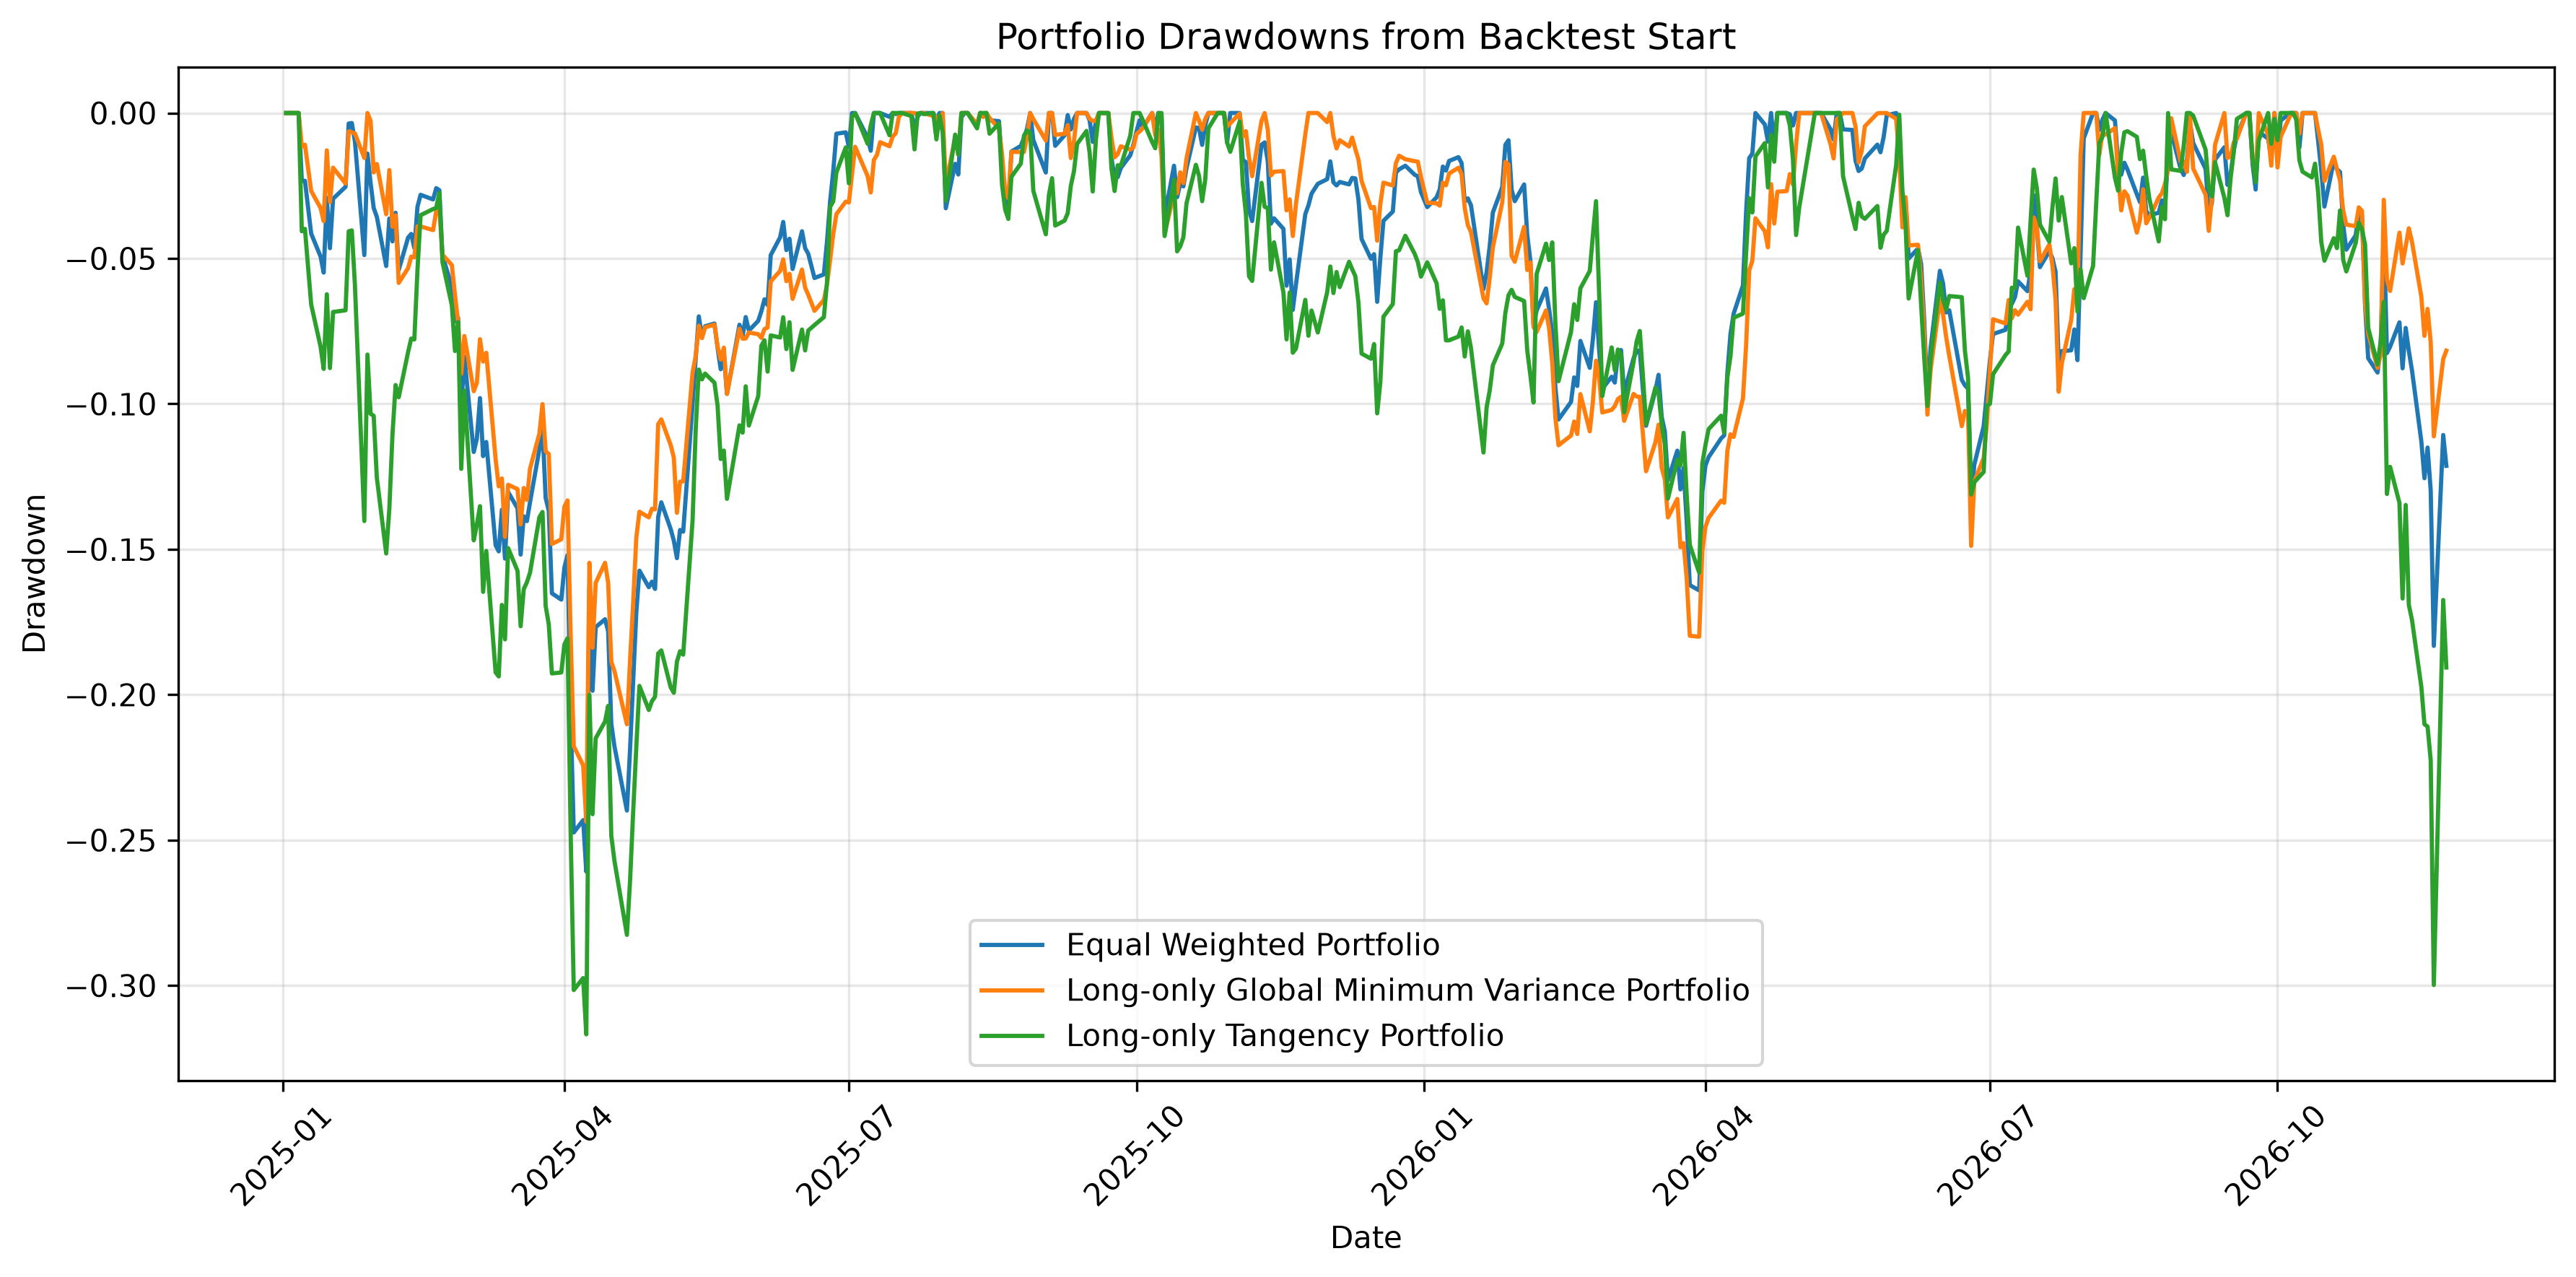 Portfolio Drawdowns from Backtest Start
Drawdown
0.00
−0.05
−0.10
−0.15
−0.20
−0.25
−0.30
Equal Weighted Portfolio
Long-only Global Minimum Variance Portfolio
Long-only Tangency Portfolio
2025-01
2025-04
2025-07
2025-10
2026-01
2026-04
2026-07
2026-10
Date